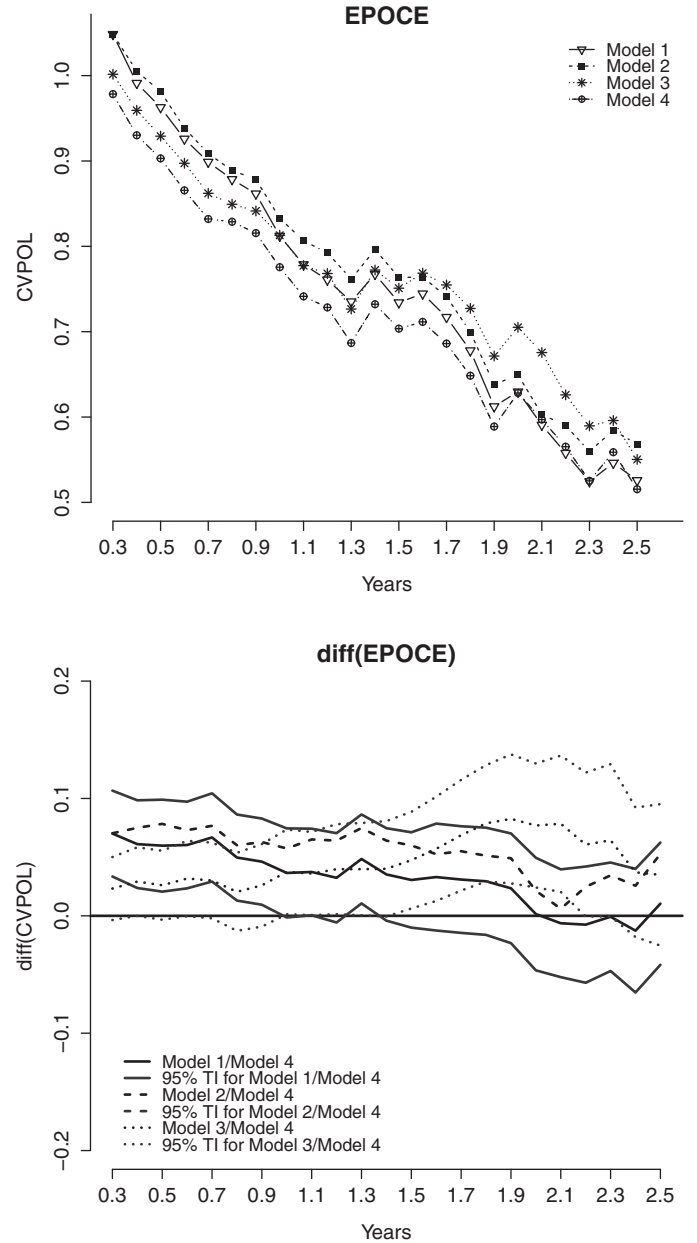 EPOCE
Model 1
Model 2
Model 3
Model 4
CVPOL
1.0
0.9
0.8
0.7
0.6
0.5
0.3 0.5 0.7 0.9 1.1 1.3 1.5 1.7 1.9 2.1 2.3 2.5
Years
diff(EPOCE)
diff(CVPOL)
0.2
0.1
0.0
−0.1
−0.2
Model 1/Model 4
95% TI for Model 1/Model 4
Model 2/Model 4
95% TI for Model 2/Model 4
Model 3/Model 4
95% TI for Model 3/Model 4
0.3 0.5 0.7 0.9 1.1 1.3 1.5 1.7 1.9 2.1 2.3 2.5
Years